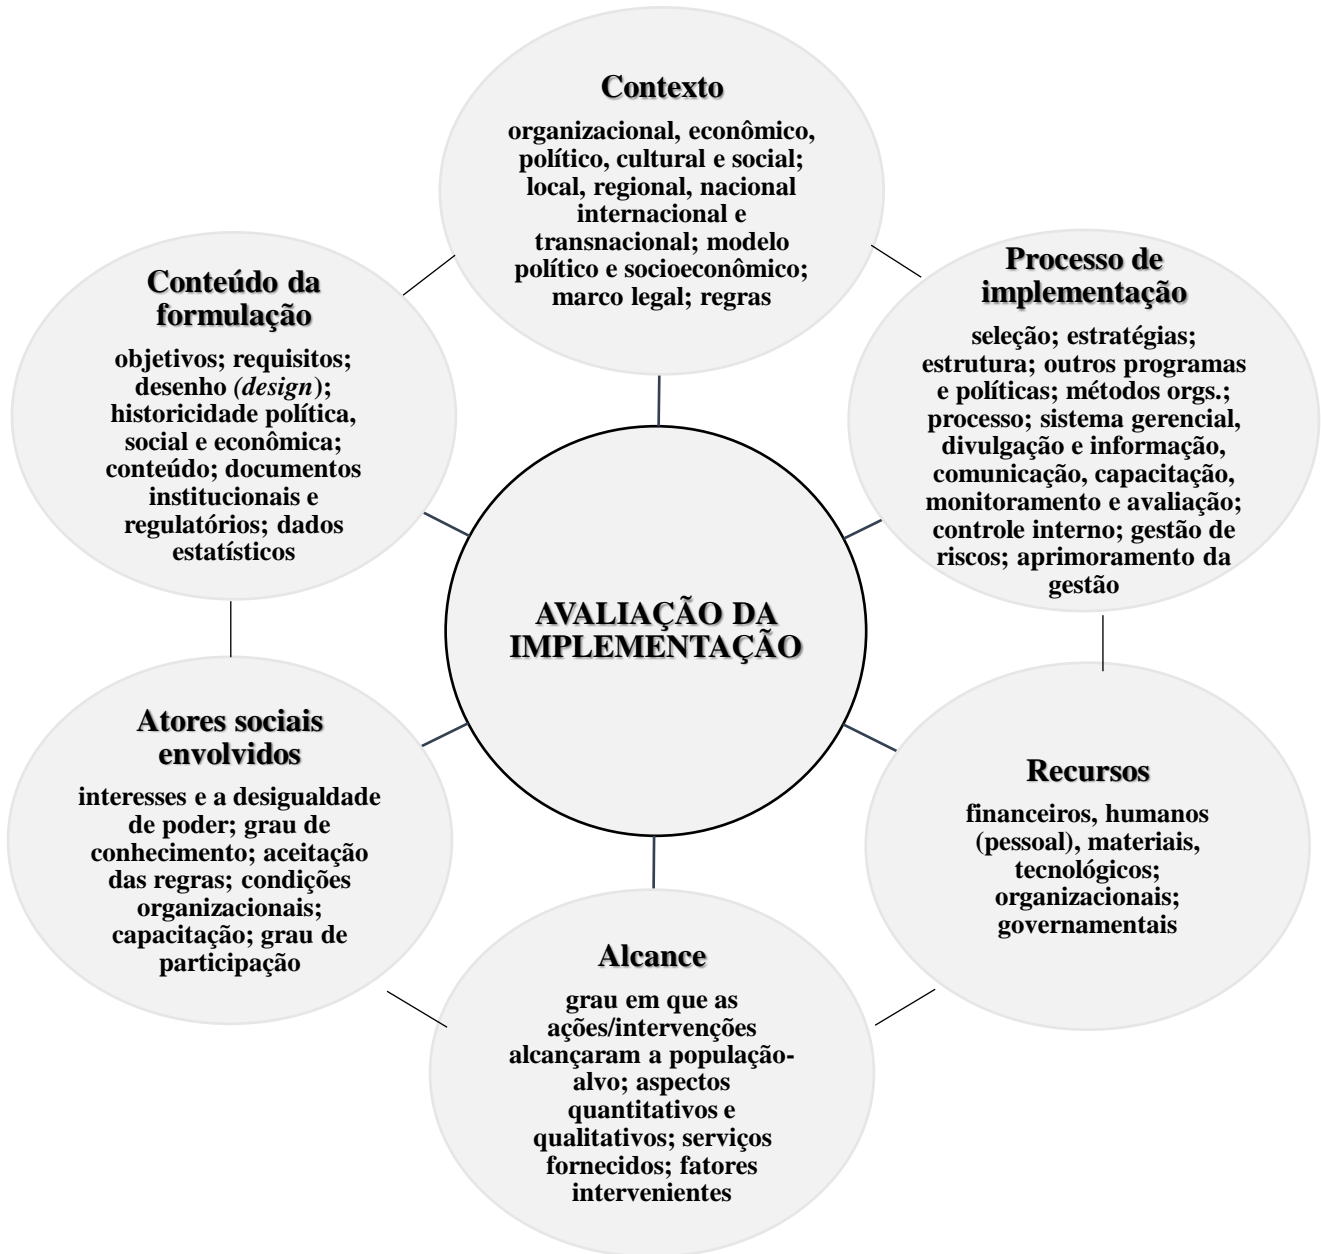 Contexto
organizacional, econômico,
político, cultural e social;
local, regional, nacional
internacional e
transnacional; modelo
político e socioeconômico;
marco legal; regras
Processo de
implementação
seleção; estratégias;
estrutura; outros programas
e políticas; métodos orgs.;
processo; sistema gerencial,
divulgação e informação,
comunicação, capacitação,
monitoramento e avaliação;
controle interno; gestão de
riscos; aprimoramento da
gestão
Recursos
financeiros, humanos
(pessoal), materiais,
tecnológicos;
organizacionais;
governamentais
Alcance
grau em que as
ações/intervenções
alcançaram a população-
alvo; aspectos
quantitativos e
qualitativos; serviços
fornecidos; fatores
intervenientes
Atores sociais
envolvidos
interesses e a desigualdade
de poder; grau de
conhecimento; aceitação
das regras; condições
organizacionais;
capacitação; grau de
participação
Conteúdo da
formulação
objetivos; requisitos;
desenho (design);
historicidade política,
social e econômica;
conteúdo; documentos
institucionais e
regulatórios; dados
estatísticos
AVALIAÇÃO DA
IMPLEMENTAÇÃO